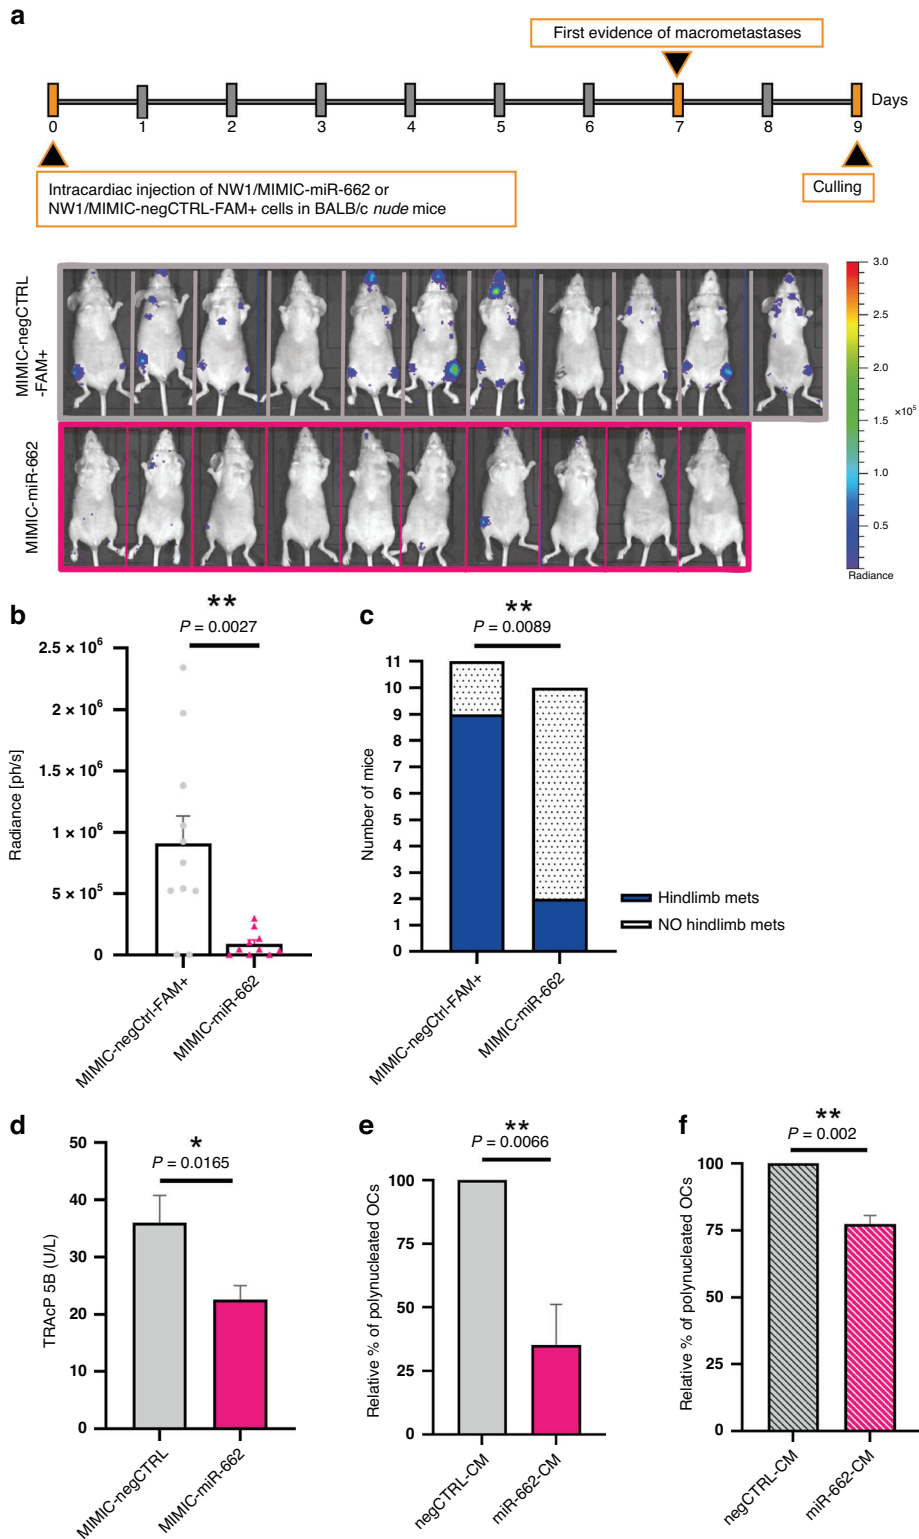 a
First evidence of macrometastases
Days
0 1 2 3 4 5 6 7 8 9
Intracardiac injection of NW1/MIMIC-miR-662 or
NW1/MIMIC-negCTRL-FAM+ cells in BALB/c nude mice
Culling
MIMIC-negCTRL
-FAM+
MIMIC-miR-662
3.0
2.5
2.0
1.5
×10⁵
1.0
0.5
Radiance
b
**
P = 0.0027
2.5 × 10⁶
2 × 10⁶
1.5 × 10⁶
1 × 10⁶
5 × 10⁵
0
Radiance [ph/s]
MIMIC-negCtrl-FAM+
MIMIC-miR-662
c
**
P = 0.0089
11
10
9
8
7
6
5
4
3
2
1
0
Number of mice
MIMIC-negCtrl-FAM+
MIMIC-miR-662
Hindlimb mets
NO hindlimb mets
d
*
P = 0.0165
50
40
30
20
10
0
TRAcP 5B (U/L)
MIMIC-negCTRL
MIMIC-miR-662
e
**
P = 0.0066
100
75
50
25
0
Relative % of polynucleated OCs
negCTRL-CM
miR-662-CM
f
**
P = 0.002
100
75
50
25
0
Relative % of polynucleated OCs
negCTRL-CM
miR-662-CM